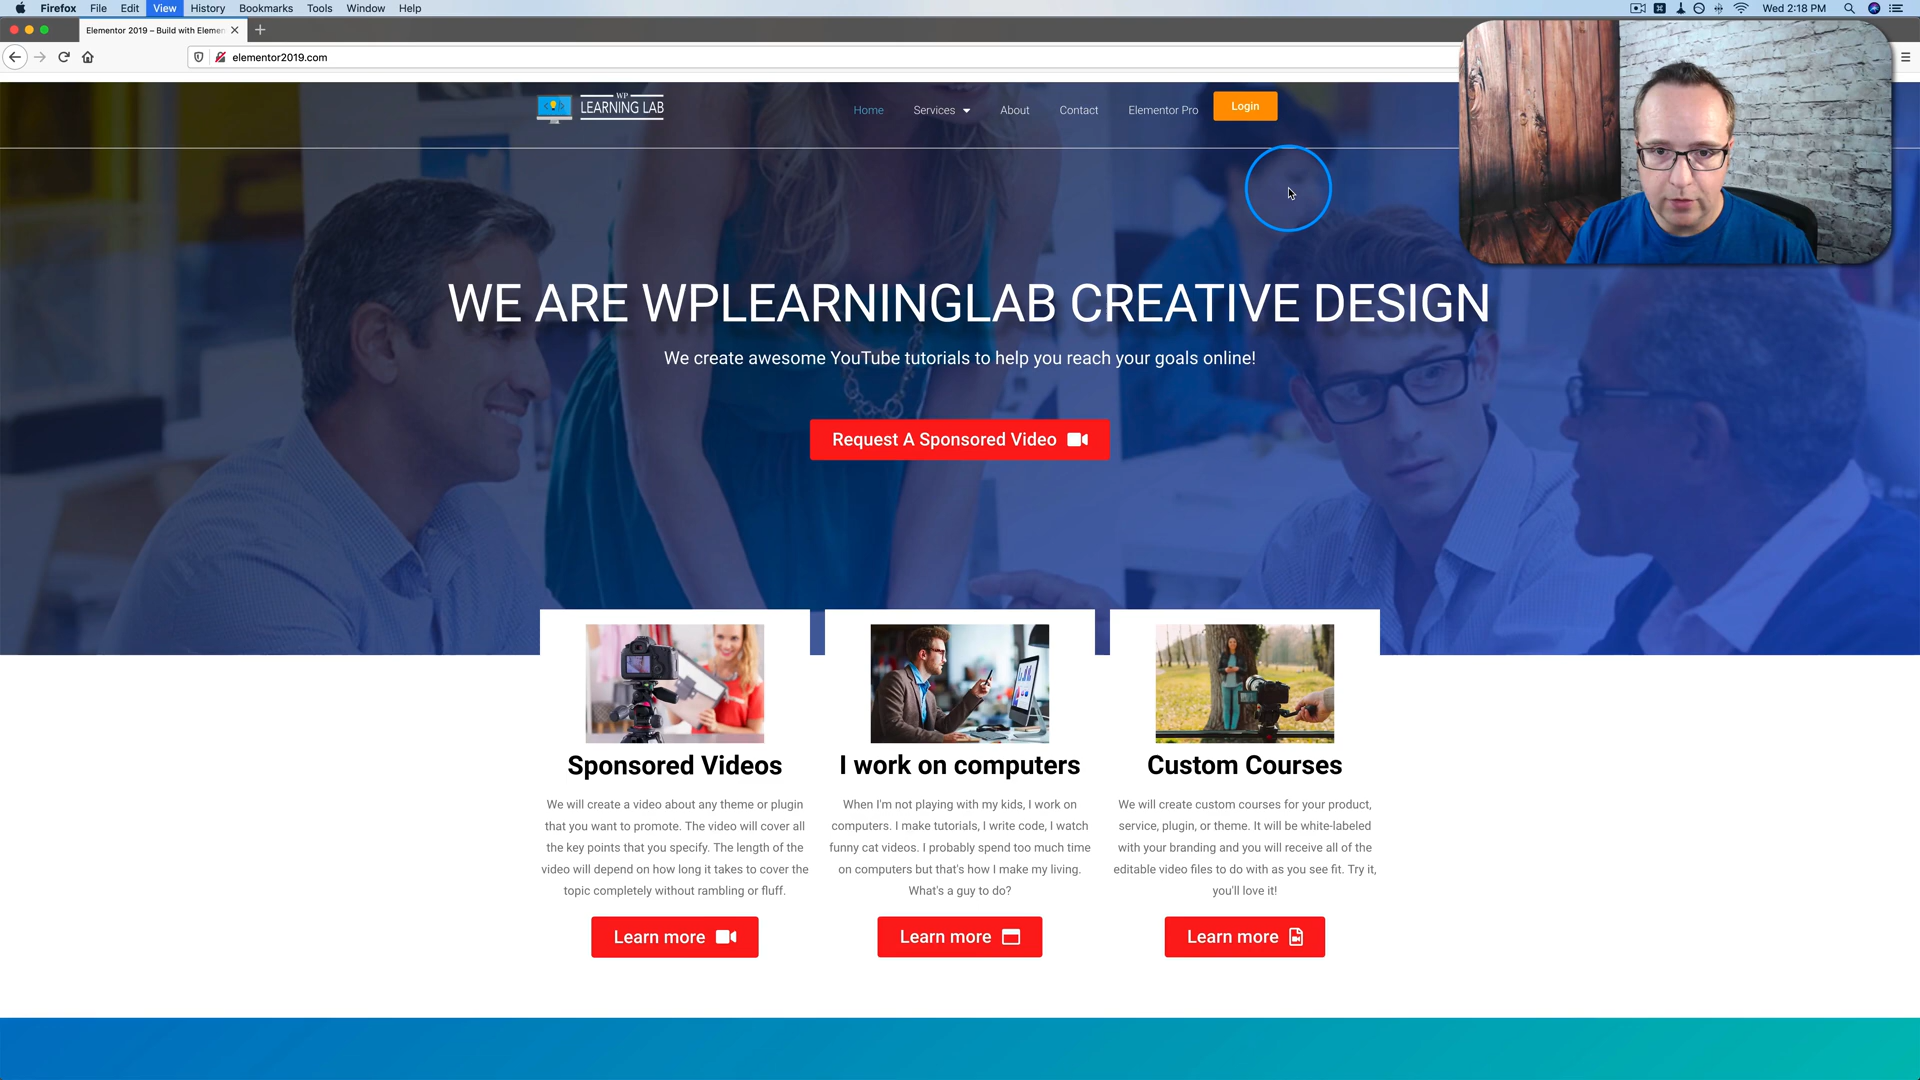 Firefox File Edit View History Bookmarks Tools Window Help Wed 2:18 PM
Elementor 2019 – Build with Elemen
elementor2019.com
WP
LEARNING LAB
Home Services About Contact Elementor Pro Login
WE ARE WPLEARNINGLAB CREATIVE DESIGN
We create awesome YouTube tutorials to help you reach your goals online!
Request A Sponsored Video
Sponsored Videos
We will create a video about any theme or plugin
that you want to promote. The video will cover all
the key points that you specify. The length of the
video will depend on how long it takes to cover the
topic completely without rambling or fluff.
Learn more
I work on computers
When I'm not playing with my kids, I work on
computers. I make tutorials, I write code, I watch
funny cat videos. I probably spend too much time
on computers but that's how I make my living.
What's a guy to do?
Learn more
Custom Courses
We will create custom courses for your product,
service, plugin, or theme. It will be white-labeled
with your branding and you will receive all of the
editable video files to do with as you see fit. Try it,
you'll love it!
Learn more